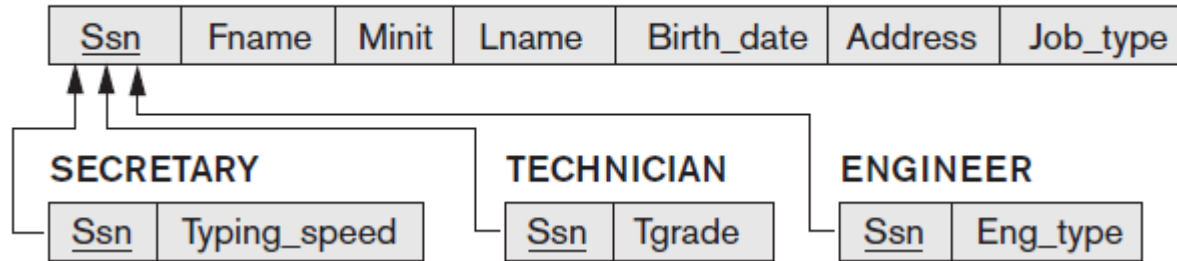 Ssn Fname Minit Lname Birth_date Address Job_type
SECRETARY TECHNICIAN ENGINEER
Ssn Typing_speed Ssn Tgrade Ssn Eng_type